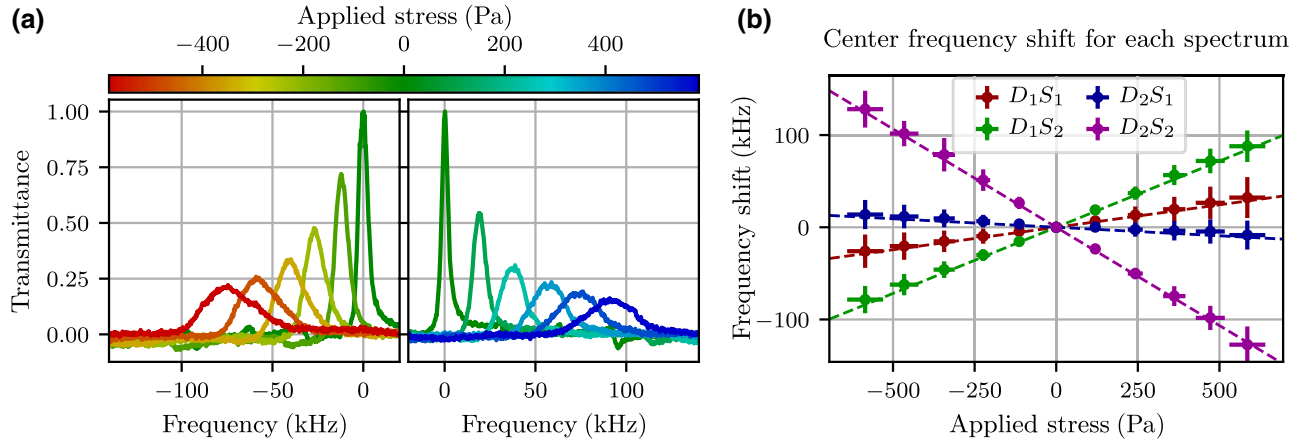 (a)
Applied stress (Pa)
−400 −200 0 200 400
Transmittance
1.00
0.75
0.50
0.25
0.00
−100 −50 0
0 50 100
Frequency (kHz)
Frequency (kHz)
(b)
Center frequency shift for each spectrum
D₁S₁ D₂S₁
D₁S₂ D₂S₂
Frequency shift (kHz)
100
0
−100
−500 −250 0 250 500
Applied stress (Pa)